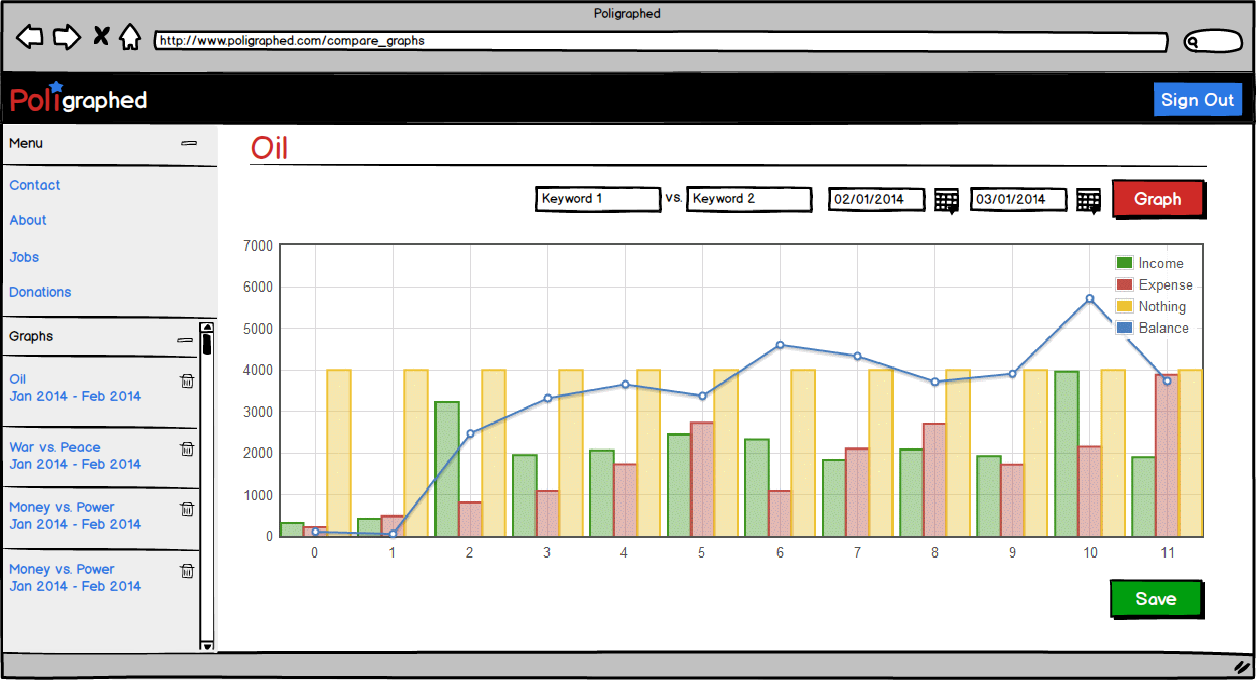 Poligraphed
http://www.poligraphed.com/compare_graphs
Poligraphed
Sign Out
Menu
Contact
About
Jobs
Donations
Graphs
Oil
Jan 2014 - Feb 2014
War vs. Peace
Jan 2014 - Feb 2014
Money vs. Power
Jan 2014 - Feb 2014
Money vs. Power
Jan 2014 - Feb 2014
Oil
Keyword 1 vs. Keyword 2 02/01/2014 03/01/2014 Graph
7000
6000
5000
4000
3000
2000
1000
0
0 1 2 3 4 5 6 7 8 9 10 11
Income
Expense
Nothing
Balance
Save